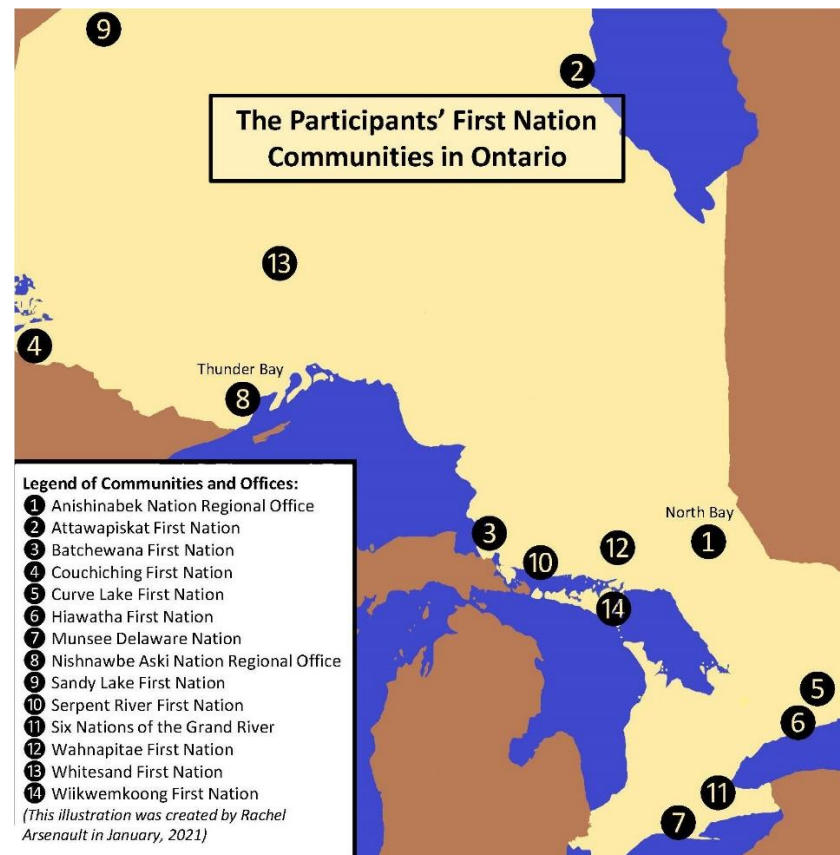 9
2
The Participants’ First Nation
Communities in Ontario
13
4
Thunder Bay
8
Legend of Communities and Offices:
1 Anishinabek Nation Regional Office
2 Attawapiskat First Nation
3 Batchewana First Nation
4 Couchiching First Nation
5 Curve Lake First Nation
6 Hiawatha First Nation
7 Munsee Delaware Nation
8 Nishnawbe Aski Nation Regional Office
9 Sandy Lake First Nation
10 Serpent River First Nation
11 Six Nations of the Grand River
12 Wahnapitae First Nation
13 Whitesand First Nation
14 Wiikwemkoong First Nation
(This illustration was created by Rachel
Arsenault in January, 2021)
North Bay
3
1
12
10
14
5
6
11
7